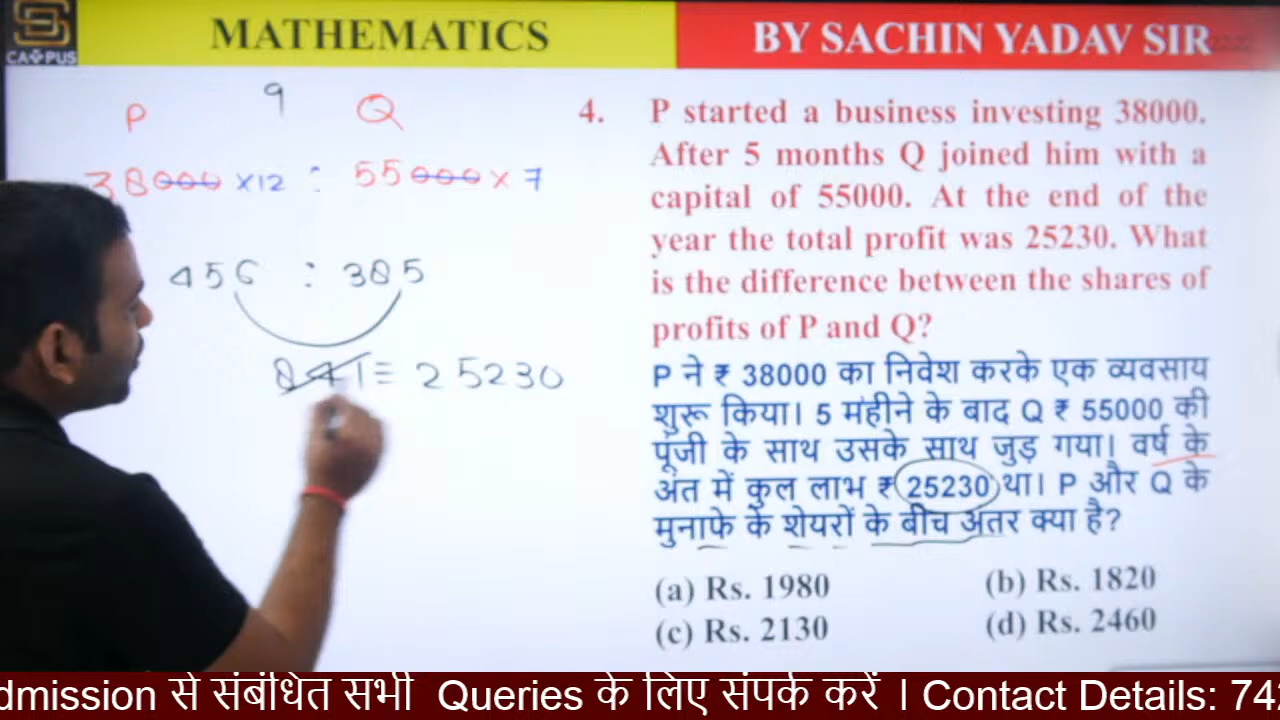 CAMPUS
MATHEMATICS
BY SACHIN YADAV SIR
P 9 Q
38000 x12 : 55000 x 7
456 : 385
841 = 25230
4. P started a business investing 38000.
After 5 months Q joined him with a
capital of 55000. At the end of the
year the total profit was 25230. What
is the difference between the shares of
profits of P and Q?
P ने ₹ 38000 का निवेश करके एक व्यवसाय
शुरू किया। 5 महीने के बाद Q ₹ 55000 की
पूंजी के साथ उसके साथ जुड़ गया। वर्ष के
अंत में कुल लाभ ₹ 25230 था। P और Q के
मुनाफे के शेयरों के बीच अंतर क्या है?
(a) Rs. 1980 (b) Rs. 1820
(c) Rs. 2130 (d) Rs. 2460
dmission से संबंधित सभी Queries के लिए संपर्क करें । Contact Details: 742